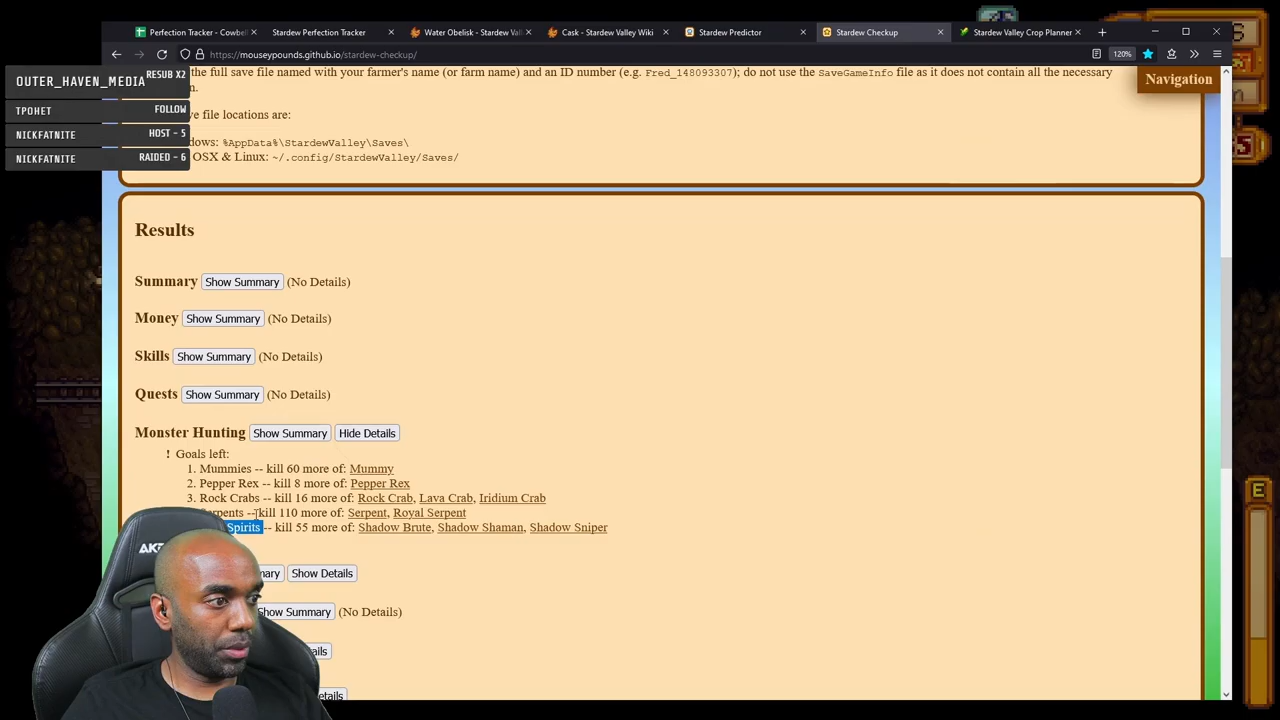 Perfection Tracker - Cowbell
Stardew Perfection Tracker
Water Obelisk - Stardew Val
Cask - Stardew Valley Wiki
Stardew Predictor
Stardew Checkup
Stardew Valley Crop Planner
https://mouseypounds.github.io/stardew-checkup/
120%
OUTER_HAVEN_MEDIA RESUB X2
TPOHET FOLLOW
NICKFATNITE HOST - 5
NICKFATNITE RAIDED - 6
the full save file named with your farmer's name (or farm name) and an ID number (e.g. Fred_148093307); do not use the SaveGameInfo file as it does not contain all the necessary
n.
Navigation
ve file locations are:
dows: %AppData%\StardewValley\Saves\
OSX & Linux: ~/.config/StardewValley/Saves/
Results
Summary Show Summary (No Details)
Money Show Summary (No Details)
Skills Show Summary (No Details)
Quests Show Summary (No Details)
Monster Hunting Show Summary Hide Details
! Goals left:
1. Mummies -- kill 60 more of: Mummy
2. Pepper Rex -- kill 8 more of: Pepper Rex
3. Rock Crabs -- kill 16 more of: Rock Crab, Lava Crab, Iridium Crab
erpents -- kill 110 more of: Serpent, Royal Serpent
Spirits -- kill 55 more of: Shadow Brute, Shadow Shaman, Shadow Sniper
mary Show Details
Show Summary (No Details)
ails
etails
AK
E